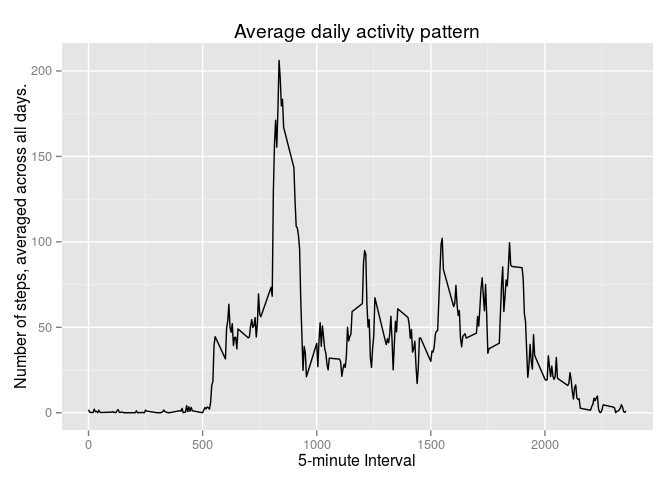 Average daily activity pattern
Number of steps, averaged across all days.
200
150
100
50
0
0 500 1000 1500 2000
5-minute Interval